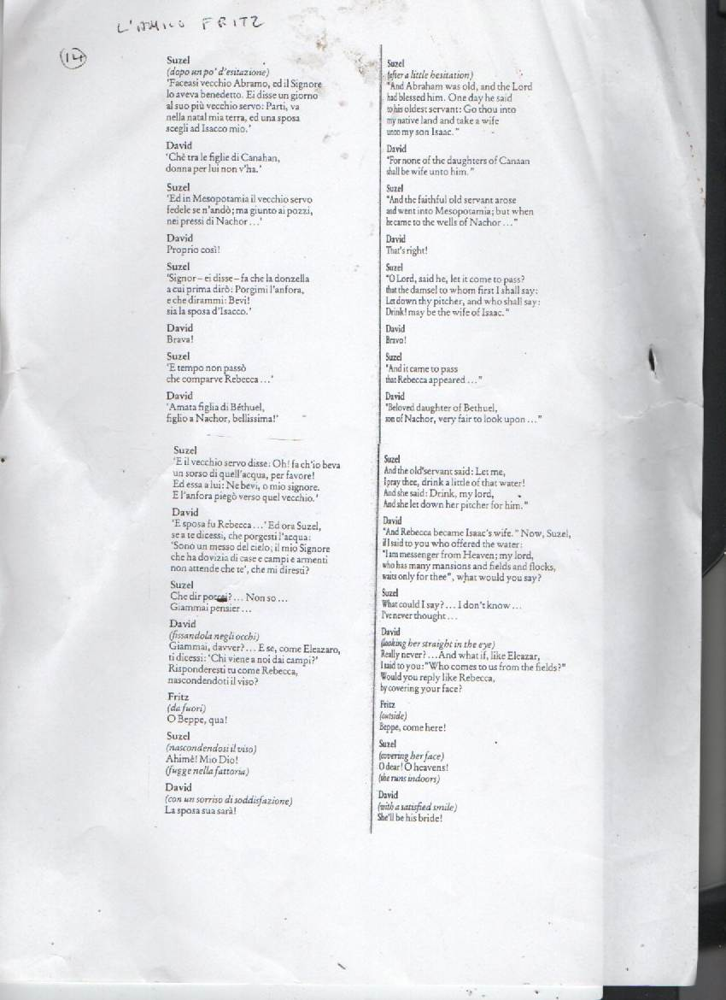 L'AMICO FRITZ
14
Suzel
(dopo un po' d'esitazione)
'Faceasi vecchio Abramo, ed il Signore
lo aveva benedetto. Ei disse un giorno
al suo più vecchio servo: Parti, va
nella natal mia terra, ed una sposa
scegli ad Isacco mio.'
David
'Chè tra le figlie di Canahan,
donna per lui non v'ha.'
Suzel
'Ed in Mesopotamia il vecchio servo
fedele se n'andò; ma giunto ai pozzi,
nei pressi di Nachor . . .'
David
Proprio così!
Suzel
'Signor – ei disse – fa che la donzella
a cui prima dirò: Porgimi l'anfora,
e che dirammi: Bevi!
sia la sposa d'Isacco.'
David
Brava!
Suzel
'E tempo non passò
che comparve Rebecca . . .'
David
'Amata figlia di Béthuel,
figlio a Nachor, bellissima!'
Suzel
'E il vecchio servo disse: Oh! fa ch'io beva
un sorso di quell'acqua, per favore!
Ed essa a lui: Ne bevi, o mio signore.
E l'anfora piegò verso quel vecchio.'
David
'E sposa fu Rebecca . . .' Ed ora Suzel,
se a te dicessi, che porgesti l'acqua:
'Sono un messo del cielo; il mio Signore
che ha dovizia di case e campi e armenti
non attende che te', che mi diresti?
Suzel
Che dir potrei? . . . Non so . . .
Giammai pensier . . .
David
(fissandola negli occhi)
Giammai, davver? . . . E se, come Eleazaro,
ti dicessi: 'Chi viene a noi dai campi?'
Risponderesti tu come Rebecca,
nascondendoti il viso?
Fritz
(da fuori)
O Beppe, qua!
Suzel
(nascondendosi il viso)
Ahimè! Mio Dio!
(fugge nella fattoria)
David
(con un sorriso di soddisfazione)
La sposa sua sarà!
Suzel
(after a little hesitation)
"And Abraham was old, and the Lord
had blessed him. One day he said
to his oldest servant: Go thou into
my native land and take a wife
unto my son Isaac."
David
"For none of the daughters of Canaan
shall be wife unto him."
Suzel
"And the faithful old servant arose
and went into Mesopotamia; but when
he came to the wells of Nachor . . ."
David
That's right!
Suzel
"O Lord, said he, let it come to pass?
that the damsel to whom first I shall say:
Let down thy pitcher, and who shall say:
Drink! may be the wife of Isaac."
David
Bravo!
Suzel
"And it came to pass
that Rebecca appeared . . ."
David
"Beloved daughter of Bethuel,
son of Nachor, very fair to look upon . . ."
Suzel
And the old servant said: Let me,
I pray thee, drink a little of that water!
And she said: Drink, my lord,
And she let down her pitcher for him."
David
"And Rebecca became Isaac's wife." Now, Suzel,
if I said to you who offered the water:
"I am messenger from Heaven; my lord,
who has many mansions and fields and flocks,
waits only for thee", what would you say?
Suzel
What could I say? . . . I don't know . . .
I've never thought . . .
David
(looking her straight in the eye)
Really never? . . . And what if, like Eleazar,
I said to you: "Who comes to us from the fields?"
Would you reply like Rebecca,
by covering your face?
Fritz
(outside)
Beppe, come here!
Suzel
(covering her face)
O dear! O heavens!
(she runs indoors)
David
(with a satisfied smile)
She'll be his bride!